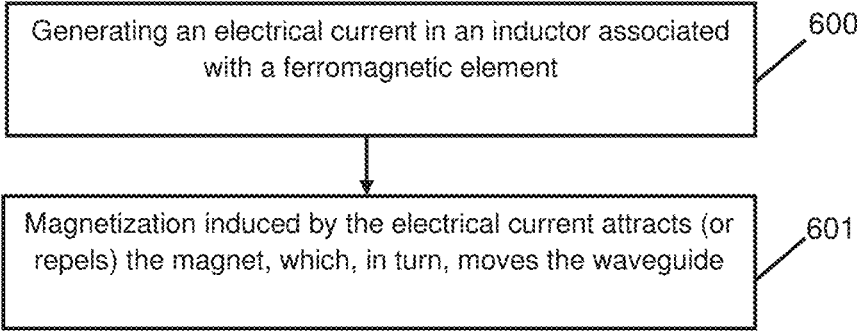 Generating an electrical current in an inductor associated
with a ferromagnetic element
600
Magnetization induced by the electrical current attracts (or
repels) the magnet, which, in turn, moves the waveguide
601